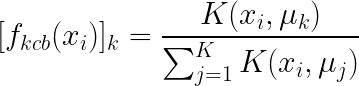 [f_{kcb}(x_i)]_k = \frac{K(x_i, \mu_k)}{\sum_{j=1}^{K} K(x_i, \mu_j)}